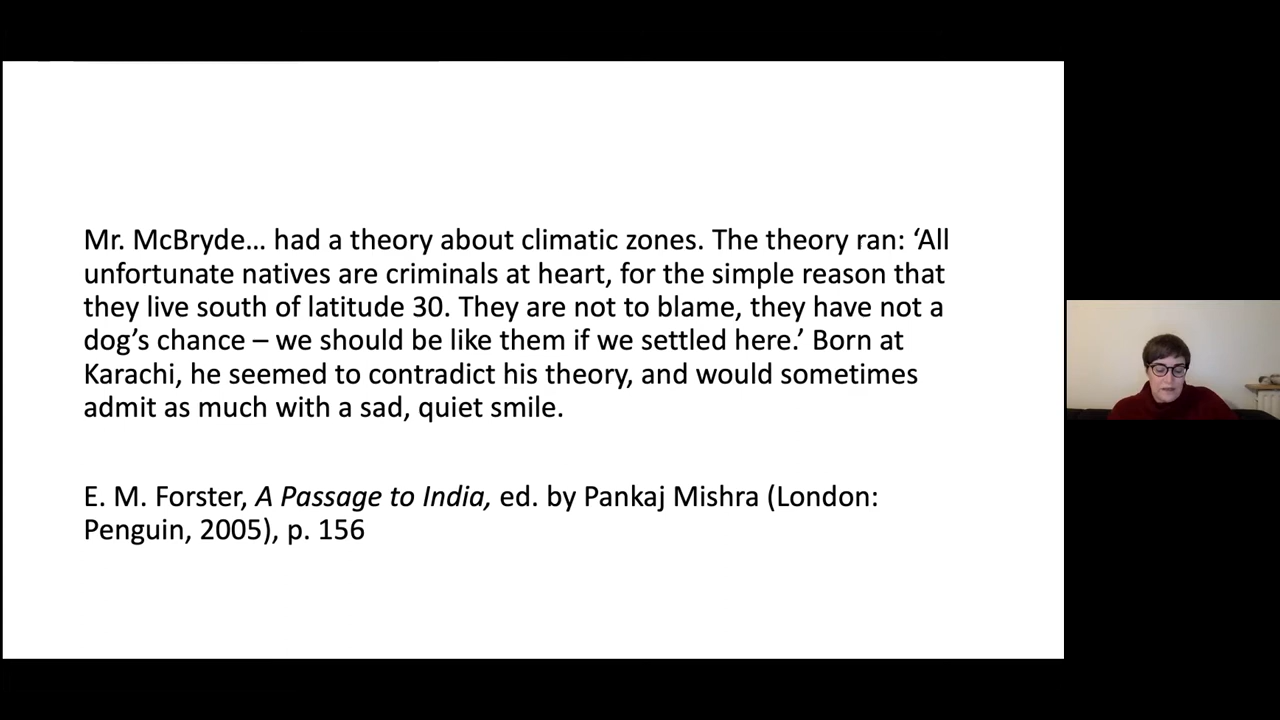 Mr. McBryde… had a theory about climatic zones. The theory ran: ‘All
unfortunate natives are criminals at heart, for the simple reason that
they live south of latitude 30. They are not to blame, they have not a
dog’s chance – we should be like them if we settled here.’ Born at
Karachi, he seemed to contradict his theory, and would sometimes
admit as much with a sad, quiet smile.
E. M. Forster, A Passage to India, ed. by Pankaj Mishra (London:
Penguin, 2005), p. 156